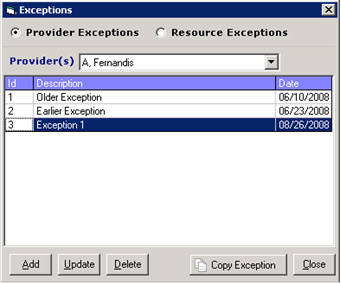 Exceptions
Provider Exceptions Resource Exceptions
Provider(s) A, Fernandis
Id Description Date
1 Older Exception 06/10/2008
2 Earlier Exception 06/23/2008
3 Exception 1 08/26/2008
Add Update Delete Copy Exception Close